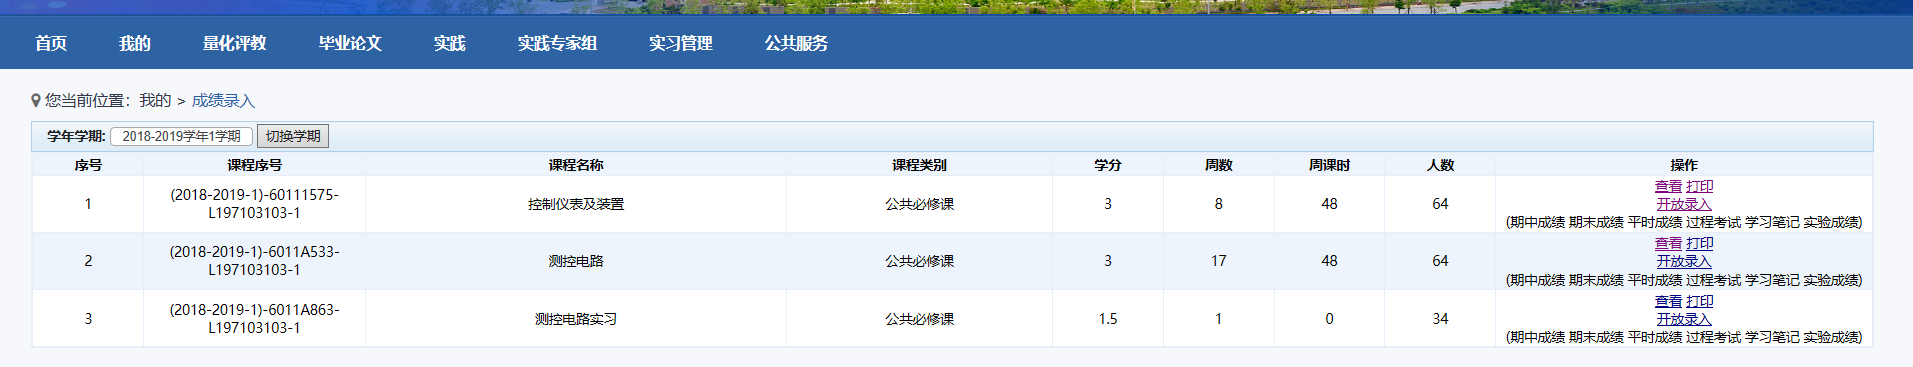 首页 我的 量化评教 毕业论文 实践 实践专家组 实习管理 公共服务
您当前位置：我的 > 成绩录入
学年学期: 2018-2019学年1学期 切换学期
序号 课程序号 课程名称 课程类别 学分 周数 周课时 人数 操作
1 (2018-2019-1)-60111575-L197103103-1 控制仪表及装置 公共必修课 3 8 48 64 查看 打印
开放录入
(期中成绩 期末成绩 平时成绩 过程考试 学习笔记 实验成绩)
2 (2018-2019-1)-6011A533-L197103103-1 测控电路 公共必修课 3 17 48 64 查看 打印
开放录入
(期中成绩 期末成绩 平时成绩 过程考试 学习笔记 实验成绩)
3 (2018-2019-1)-6011A863-L197103103-1 测控电路实习 公共必修课 1.5 1 0 34 查看 打印
开放录入
(期中成绩 期末成绩 平时成绩 过程考试 学习笔记 实验成绩)